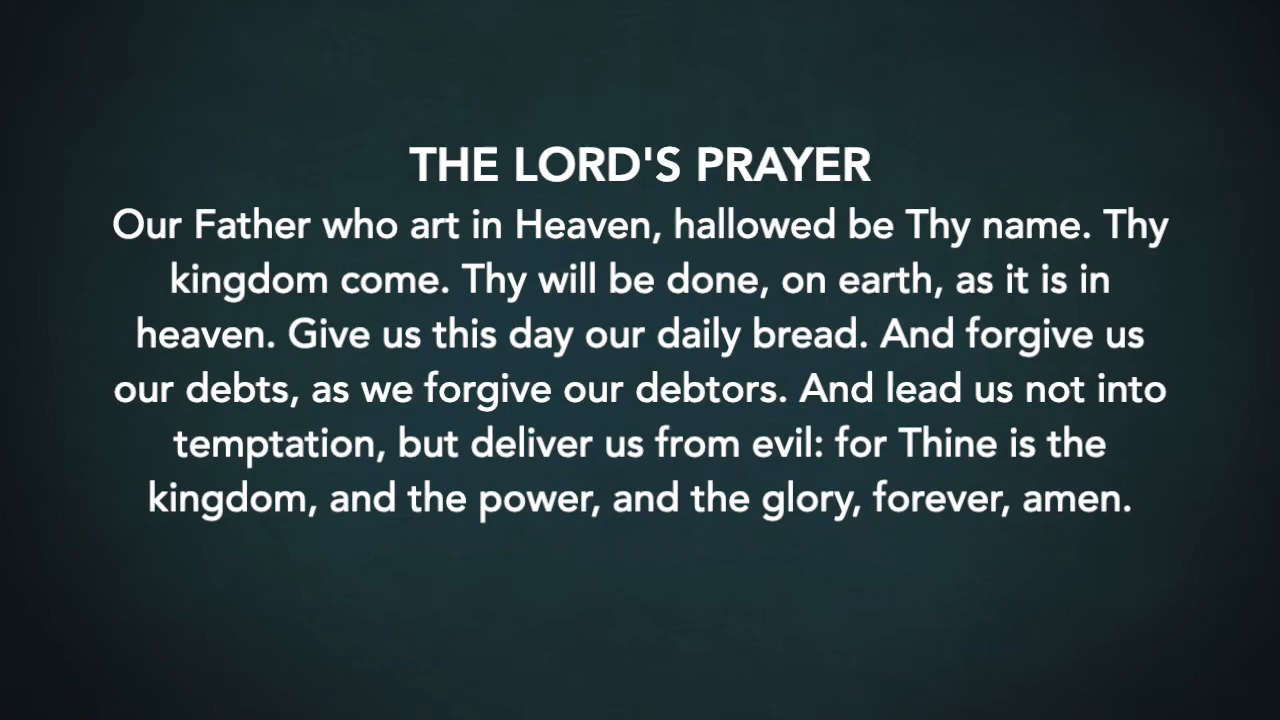 THE LORD'S PRAYER
Our Father who art in Heaven, hallowed be Thy name. Thy
kingdom come. Thy will be done, on earth, as it is in
heaven. Give us this day our daily bread. And forgive us
our debts, as we forgive our debtors. And lead us not into
temptation, but deliver us from evil: for Thine is the
kingdom, and the power, and the glory, forever, amen.